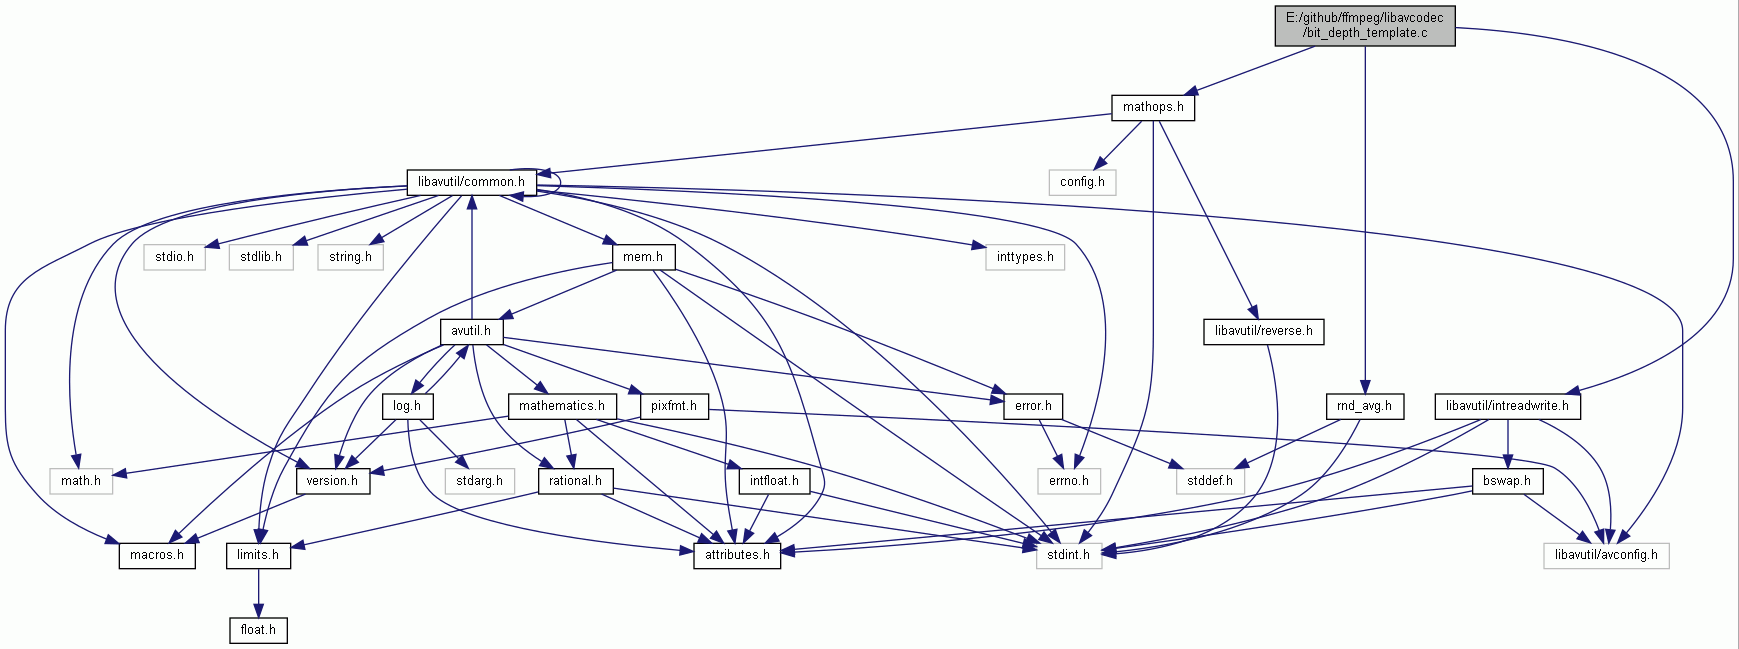 E:/github/ffmpeg/libavcodec
/bit_depth_template.c
mathops.h
libavutil/common.h
config.h
stdio.h
stdlib.h
string.h
mem.h
inttypes.h
avutil.h
libavutil/reverse.h
log.h
mathematics.h
pixfmt.h
error.h
rnd_avg.h
libavutil/intreadwrite.h
math.h
version.h
stdarg.h
rational.h
intfloat.h
errno.h
stddef.h
bswap.h
macros.h
limits.h
attributes.h
stdint.h
libavutil/avconfig.h
float.h